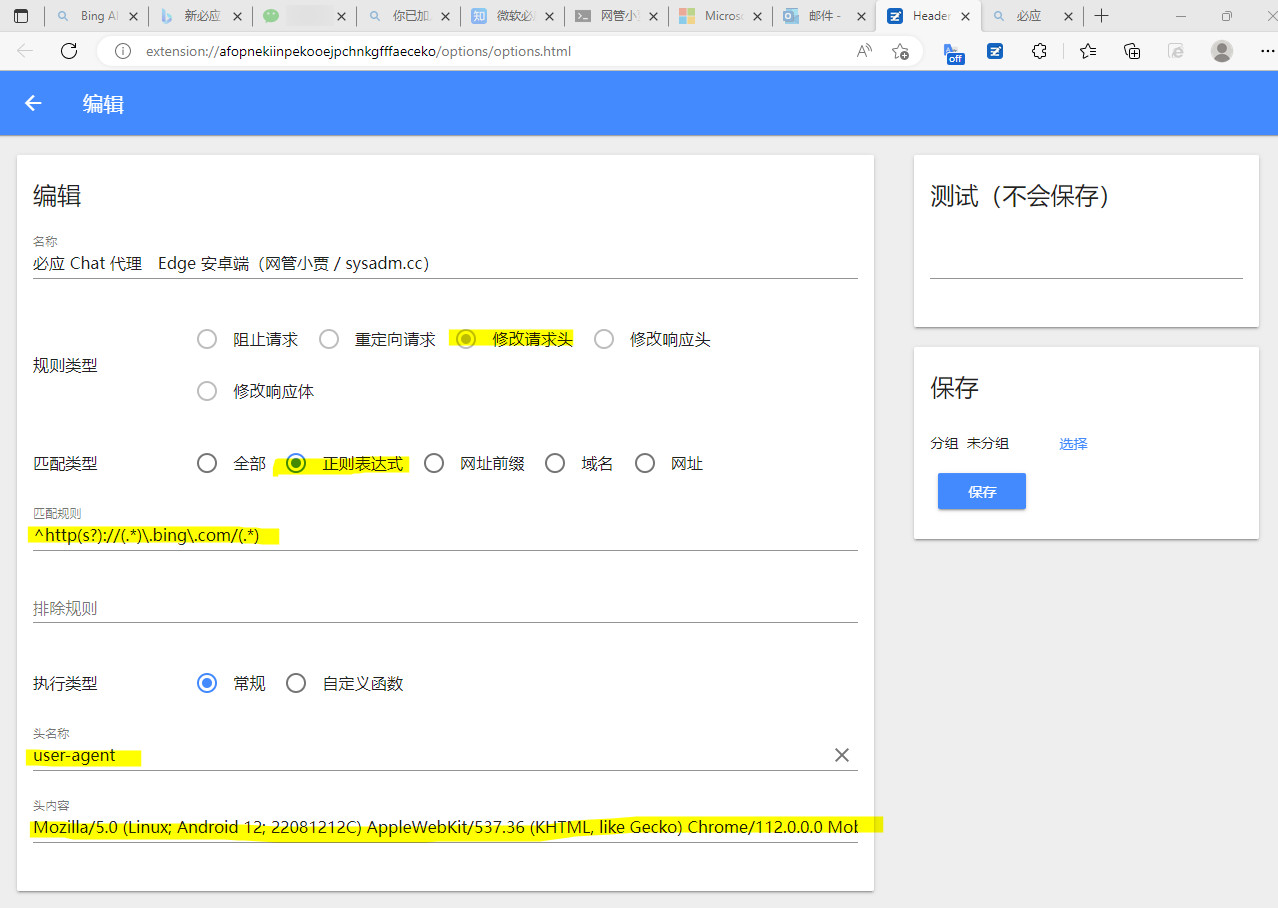 Bing AI
新必应
你已加
微软必
网管小
Micros
邮件 -
Header
必应
extension://afopnekiinpekooejpchnkgfffaeceko/options/options.html
off
编辑
编辑
名称
必应 Chat 代理 Edge 安卓端（网管小贾 / sysadm.cc）
规则类型
阻止请求 重定向请求 修改请求头 修改响应头
修改响应体
匹配类型
全部 正则表达式 网址前缀 域名 网址
匹配规则
^http(s?)://(.*)\.bing\.com/(.*)
排除规则
执行类型
常规 自定义函数
头名称
user-agent
头内容
Mozilla/5.0 (Linux; Android 12; 22081212C) AppleWebKit/537.36 (KHTML, like Gecko) Chrome/112.0.0.0 Mob
测试（不会保存）
保存
分组 未分组 选择
保存